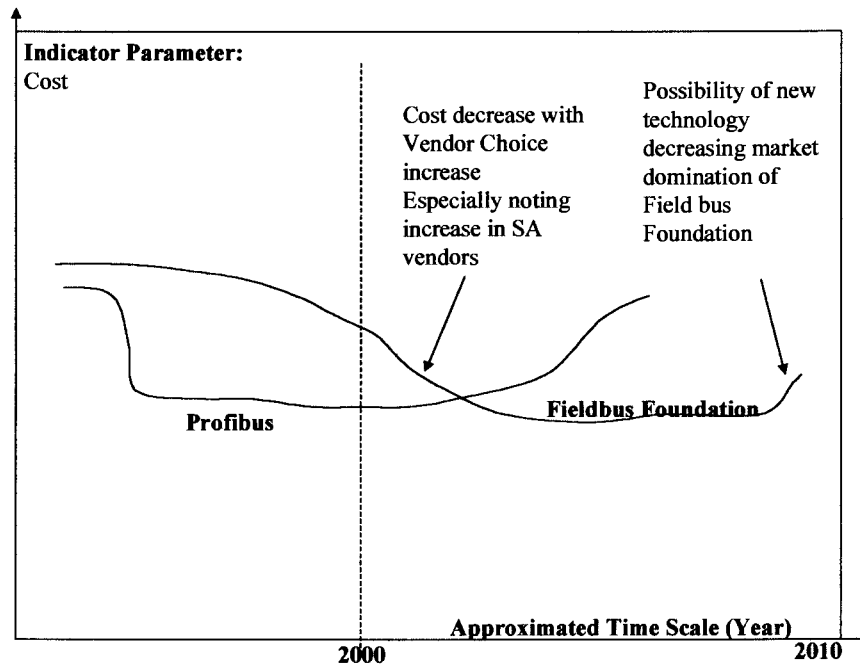 Indicator Parameter:
Cost
Cost decrease with
Vendor Choice
increase
Especially noting
increase in SA
vendors
Possibility of new
technology
decreasing market
domination of
Field bus
Foundation
Profibus
Fieldbus Foundation
Approximated Time Scale (Year)
2000
2010